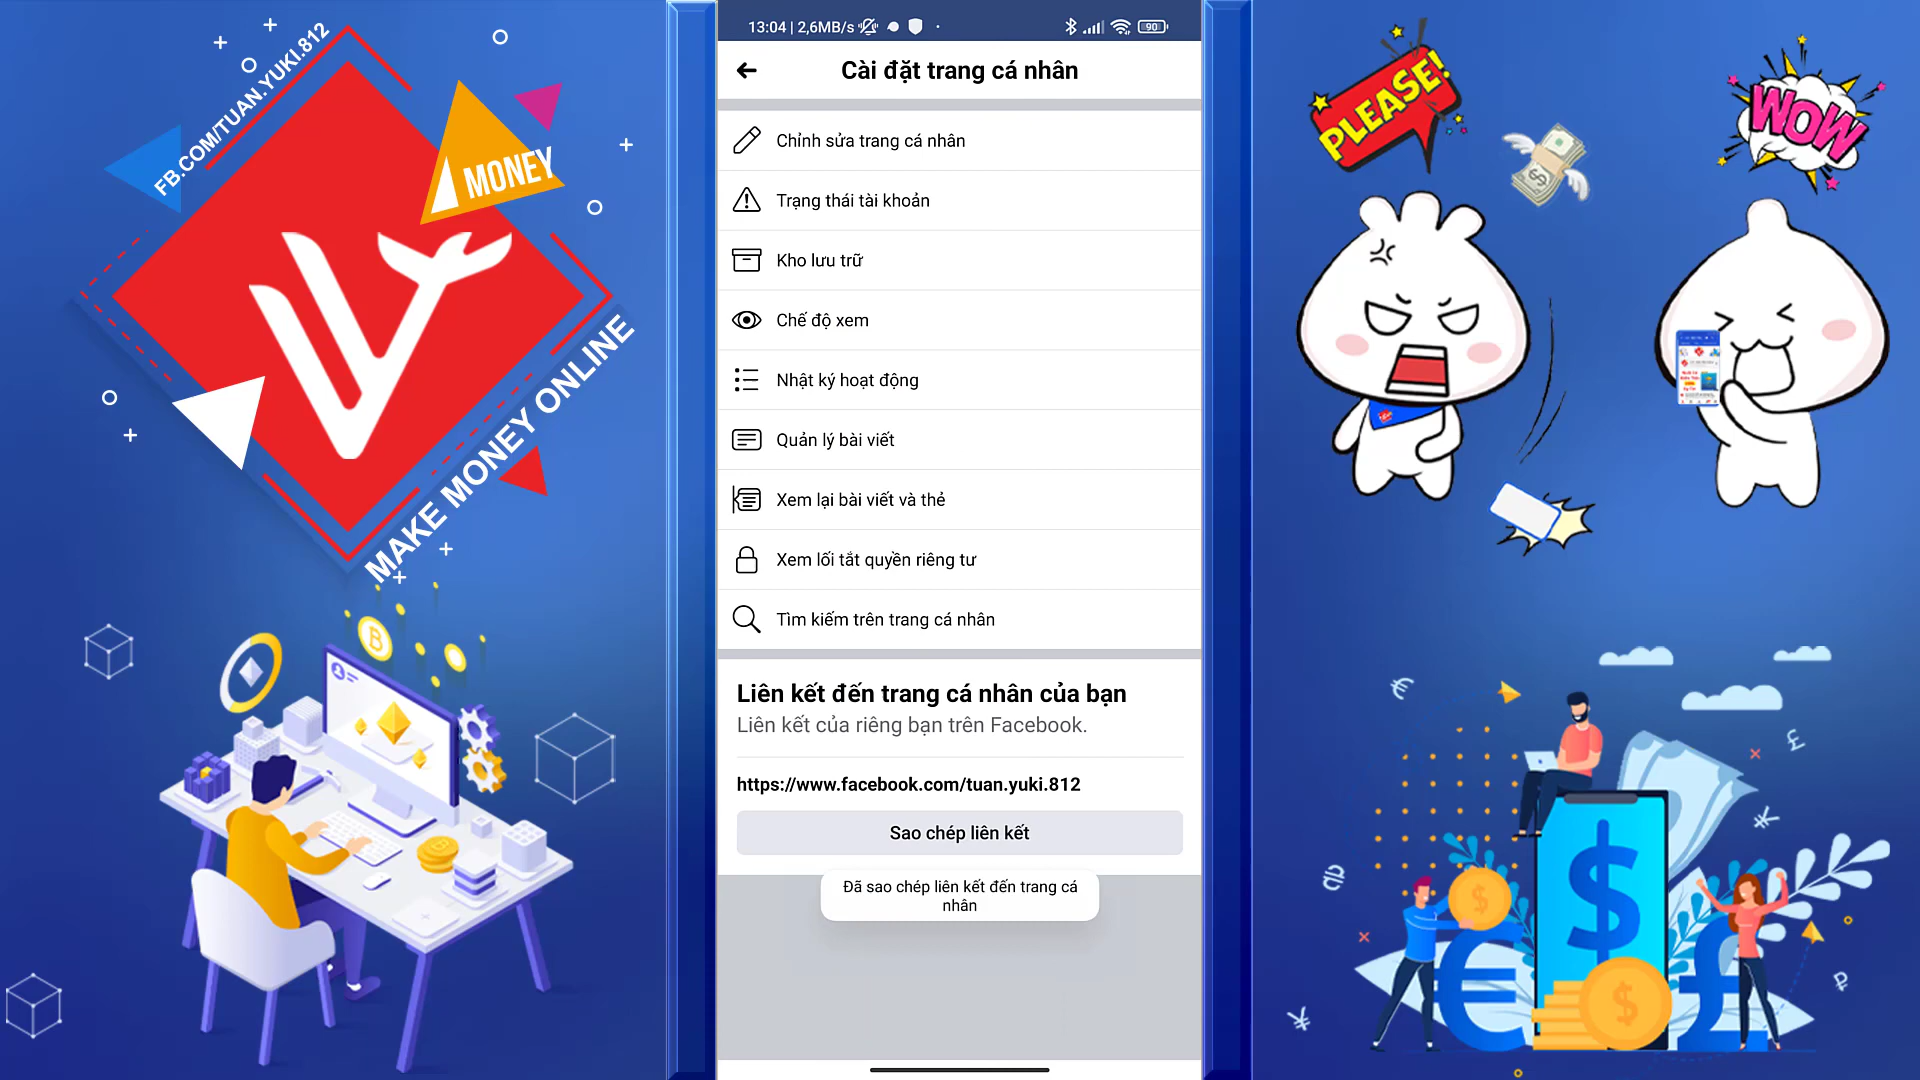 FB.COM/TUAN.YUKI.812
MONEY
MAKE MONEY ONLINE
13:04 | 2,6MB/s
90
Cài đặt trang cá nhân
Chỉnh sửa trang cá nhân
Trạng thái tài khoản
Kho lưu trữ
Chế độ xem
Nhật ký hoạt động
Quản lý bài viết
Xem lại bài viết và thẻ
Xem lối tắt quyền riêng tư
Tìm kiếm trên trang cá nhân
Liên kết đến trang cá nhân của bạn
Liên kết của riêng bạn trên Facebook.
https://www.facebook.com/tuan.yuki.812
Sao chép liên kết
Đã sao chép liên kết đến trang cá
nhân
PLEASE!
WOW